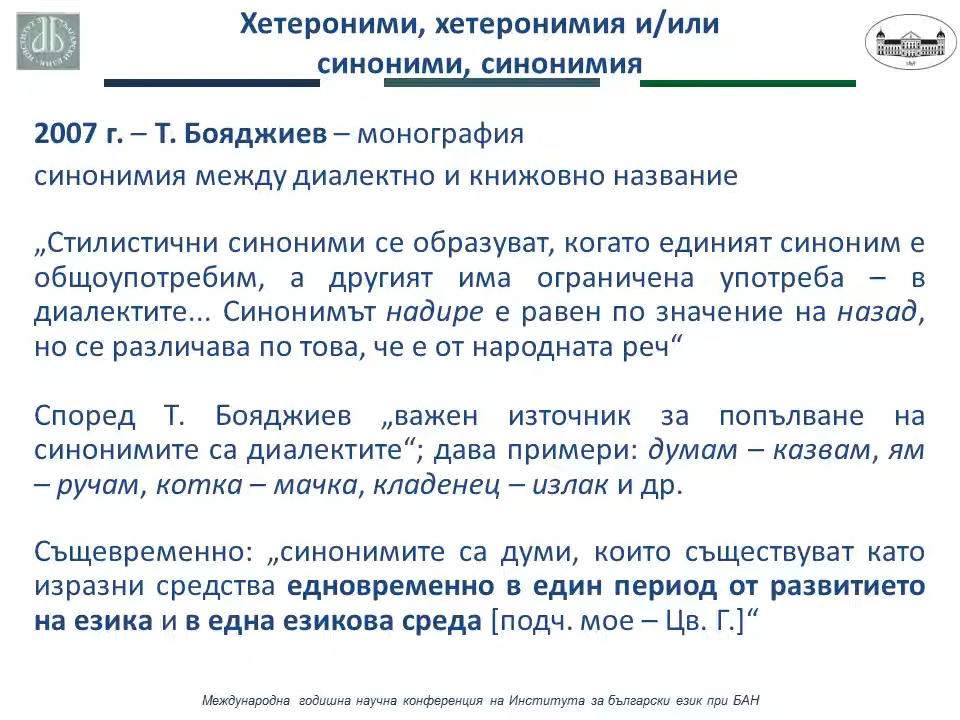 Хетероними, хетеронимия и/или
синоними, синонимия
2007 г. – Т. Бояджиев – монография
синонимия между диалектно и книжовно название
„Стилистични синоними се образуват, когато единият синоним е
общоупотребим, а другият има ограничена употреба – в
диалектите... Синонимът надире е равен по значение на назад,
но се различава по това, че е от народната реч“
Според Т. Бояджиев „важен източник за попълване на
синонимите са диалектите“; дава примери: думам – казвам, ям
– ручам, котка – мачка, кладенец – излак и др.
Същевременно: „синонимите са думи, които съществуват като
изразни средства едновременно в един период от развитието
на езика и в една езикова среда [подч. мое – Цв. Г.]“
Международна годишна научна конференция на Института за български език при БАН